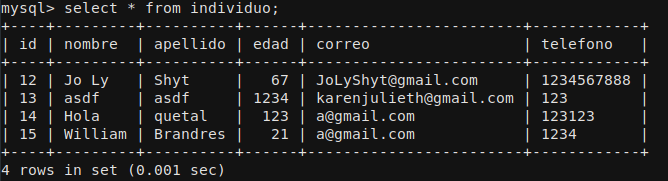 mysql> select * from individuo;
+----+---------+----------+------+-----------------------+------------+
| id | nombre  | apellido | edad | correo                | telefono   |
+----+---------+----------+------+-----------------------+------------+
| 12 | Jo Ly   | Shyt     |   67 | JoLyShyt@gmail.com    | 1234567888 |
| 13 | asdf    | asdf     | 1234 | karenjulieth@gmail.com | 123        |
| 14 | Hola    | quetal   |  123 | a@gmail.com           | 123123     |
| 15 | William | Brandres |   21 | a@gmail.com           | 1234       |
+----+---------+----------+------+-----------------------+------------+
4 rows in set (0.001 sec)